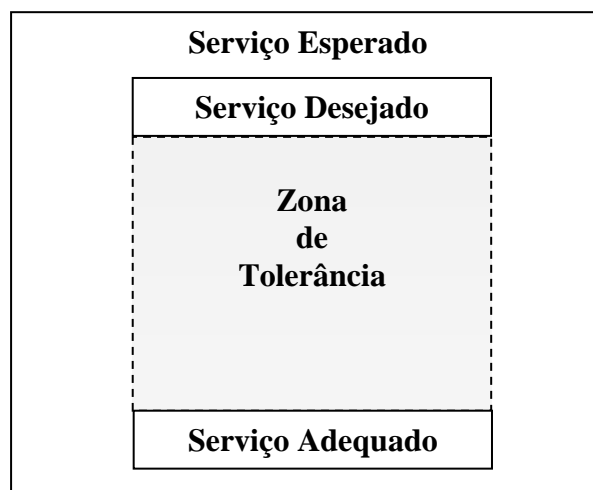 Serviço Esperado
Serviço Desejado
Zona
de
Tolerância
Serviço Adequado